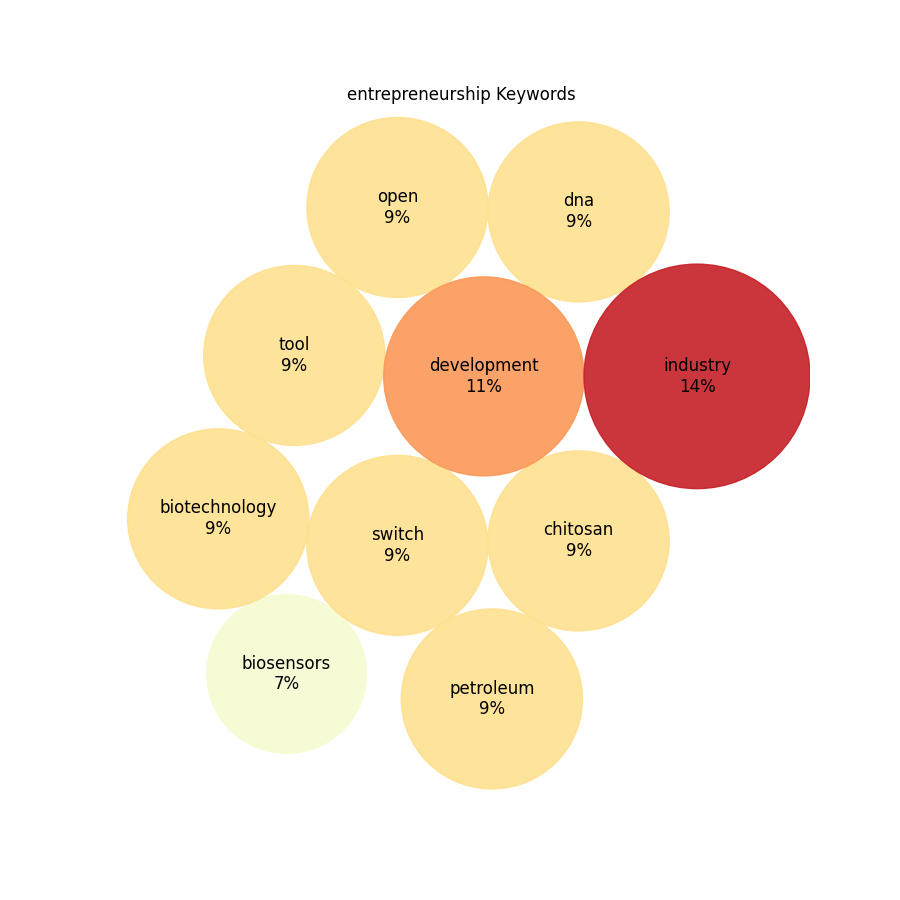 entrepreneurship Keywords
open
9%
dna
9%
tool
9%
development
11%
industry
14%
biotechnology
9%
switch
9%
chitosan
9%
biosensors
7%
petroleum
9%